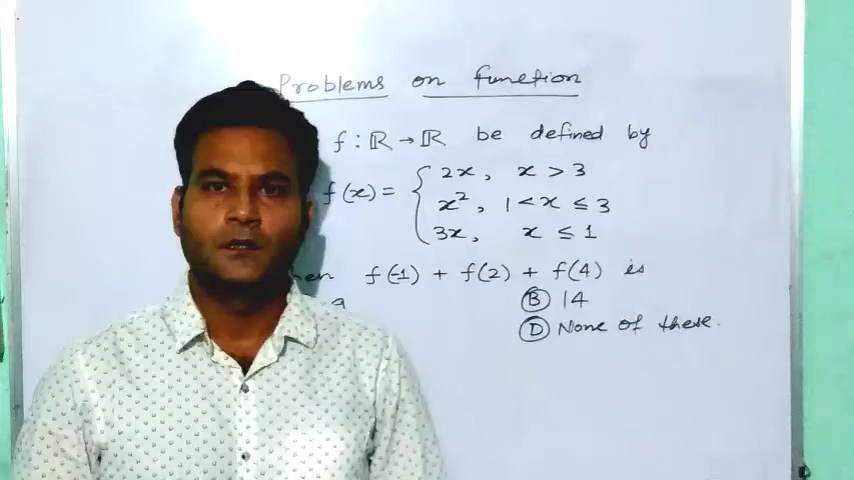 Problems on function
f : ℝ → ℝ be defined by
f(x) = { 2x, x > 3
x², 1 < x ≤ 3
3x, x ≤ 1
f(-1) + f(2) + f(4) is
9 (B) 14
(D) None of these.